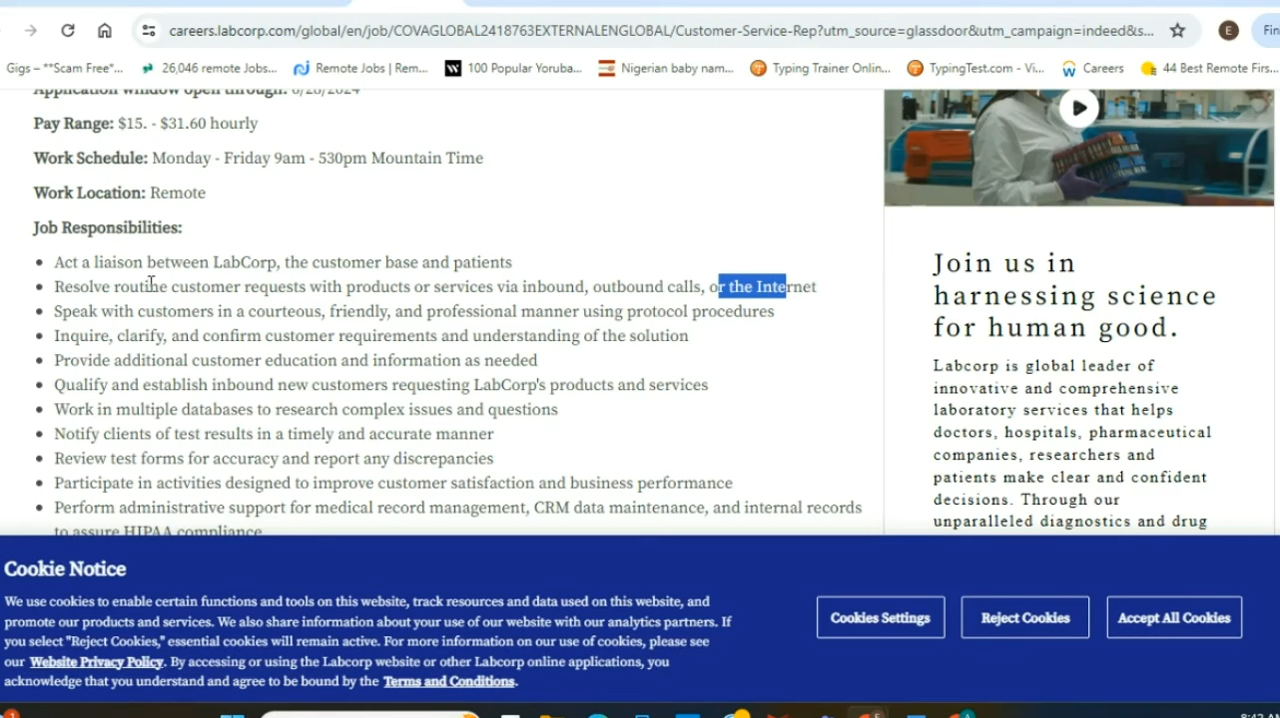 careers.labcorp.com/global/en/job/COVAGLOBAL2418763EXTERNALENGLOBAL/Customer-Service-Rep?utm_source=glassdoor&utm_campaign=indeed&s...
E
Fin
Gigs – **Scam Free*...
26,046 remote Jobs...
Remote Jobs | Rem...
100 Popular Yoruba...
Nigerian baby nam...
Typing Trainer Onlin...
TypingTest.com - Vi...
Careers
44 Best Remote Firs...
Application window open through: 6/28/2024
Pay Range: $15. - $31.60 hourly
Work Schedule: Monday - Friday 9am - 530pm Mountain Time
Work Location: Remote
Job Responsibilities:
Act a liaison between LabCorp, the customer base and patients
Resolve routine customer requests with products or services via inbound, outbound calls, or the Internet
Speak with customers in a courteous, friendly, and professional manner using protocol procedures
Inquire, clarify, and confirm customer requirements and understanding of the solution
Provide additional customer education and information as needed
Qualify and establish inbound new customers requesting LabCorp's products and services
Work in multiple databases to research complex issues and questions
Notify clients of test results in a timely and accurate manner
Review test forms for accuracy and report any discrepancies
Participate in activities designed to improve customer satisfaction and business performance
Perform administrative support for medical record management, CRM data maintenance, and internal records
to assure HIPAA compliance
Join us in
harnessing science
for human good.
Labcorp is global leader of
innovative and comprehensive
laboratory services that helps
doctors, hospitals, pharmaceutical
companies, researchers and
patients make clear and confident
decisions. Through our
unparalleled diagnostics and drug
Cookie Notice
We use cookies to enable certain functions and tools on this website, track resources and data used on this website, and
promote our products and services. We also share information about your use of our website with our analytics partners. If
you select "Reject Cookies," essential cookies will remain active. For more information on our use of cookies, please see
our Website Privacy Policy. By accessing or using the Labcorp website or other Labcorp online applications, you
acknowledge that you understand and agree to be bound by the Terms and Conditions.
Cookies Settings
Reject Cookies
Accept All Cookies